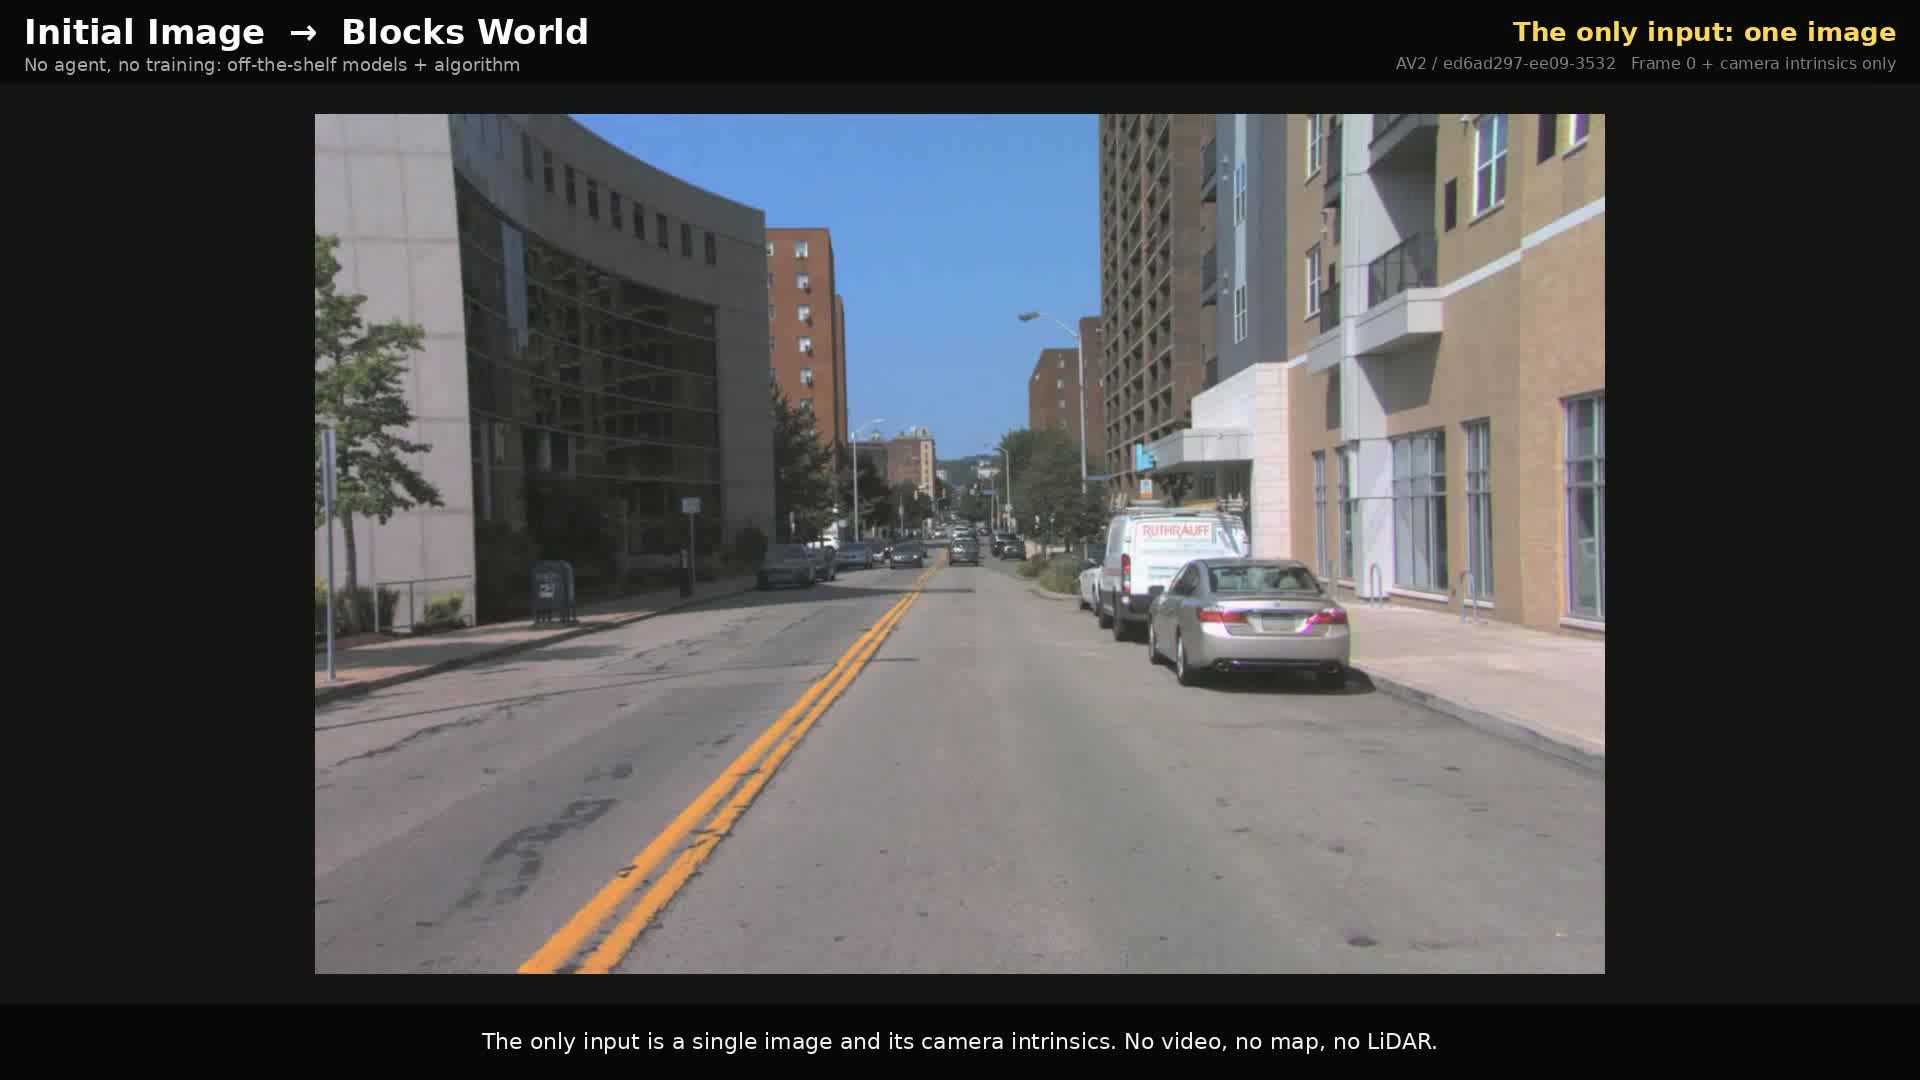 Initial Image → Blocks World
No agent, no training: off-the-shelf models + algorithm
The only input: one image
AV2 / ed6ad297-ee09-3532 Frame 0 + camera intrinsics only
RUTHRAUFF
The only input is a single image and its camera intrinsics. No video, no map, no LiDAR.